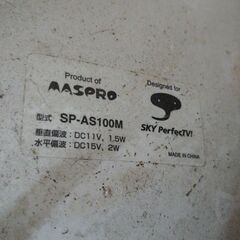 Product of
MASPRO
Designed for
SKY PerfecTV!
型式 SP-AS100M
垂直偏波：DC11V, 1.5W
水平偏波：DC15V, 2W
MADE IN CHINA